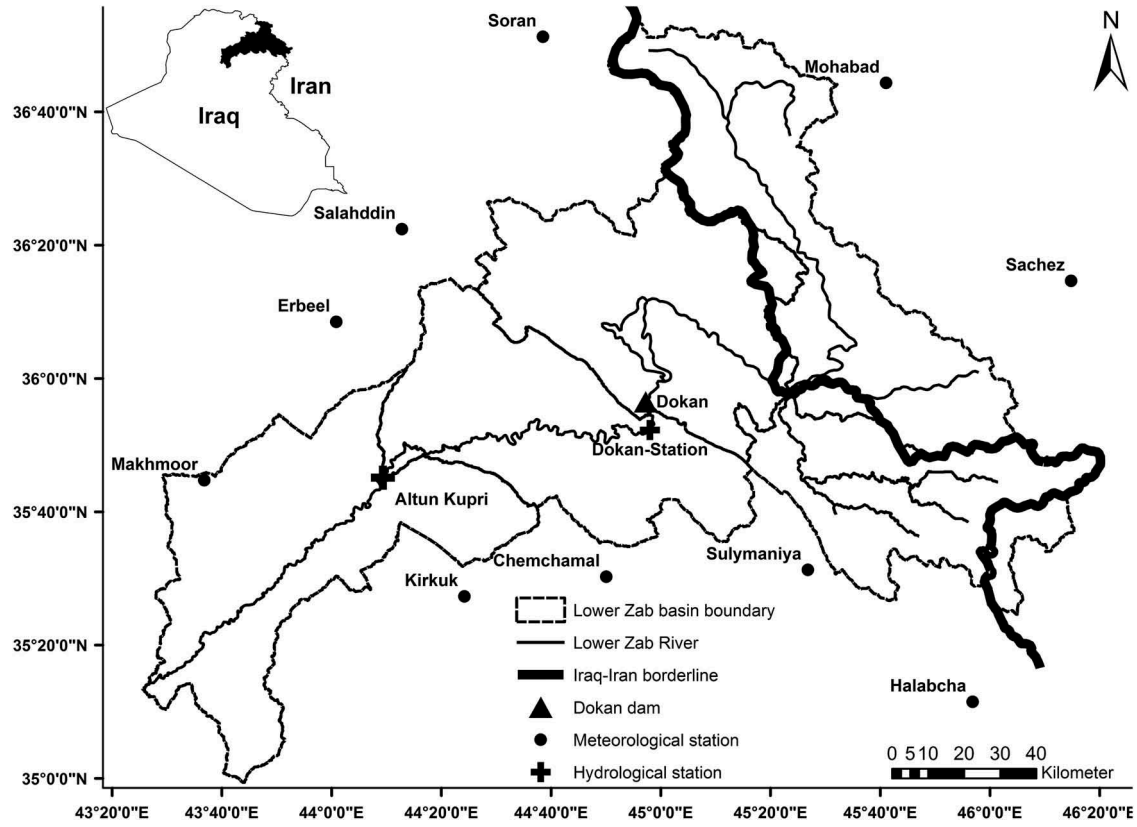 Soran
N
Mohabad
36°40'0"N
Iran
Iraq
Salahddin
36°20'0"N
Sachez
Erbeel
36°0'0"N
Dokan
Dokan-Station
Makhmoor
Altun Kupri
35°40'0"N
Chemchamal
Sulymaniya
Kirkuk
Lower Zab basin boundary
35°20'0"N
Lower Zab River
Iraq-Iran borderline
Halabcha
Dokan dam
Meteorological station
0 5 10 20 30 40
Kilometer
35°0'0"N
Hydrological station
43°20'0"E 43°40'0"E 44°0'0"E 44°20'0"E 44°40'0"E 45°0'0"E 45°20'0"E 45°40'0"E 46°0'0"E 46°20'0"E